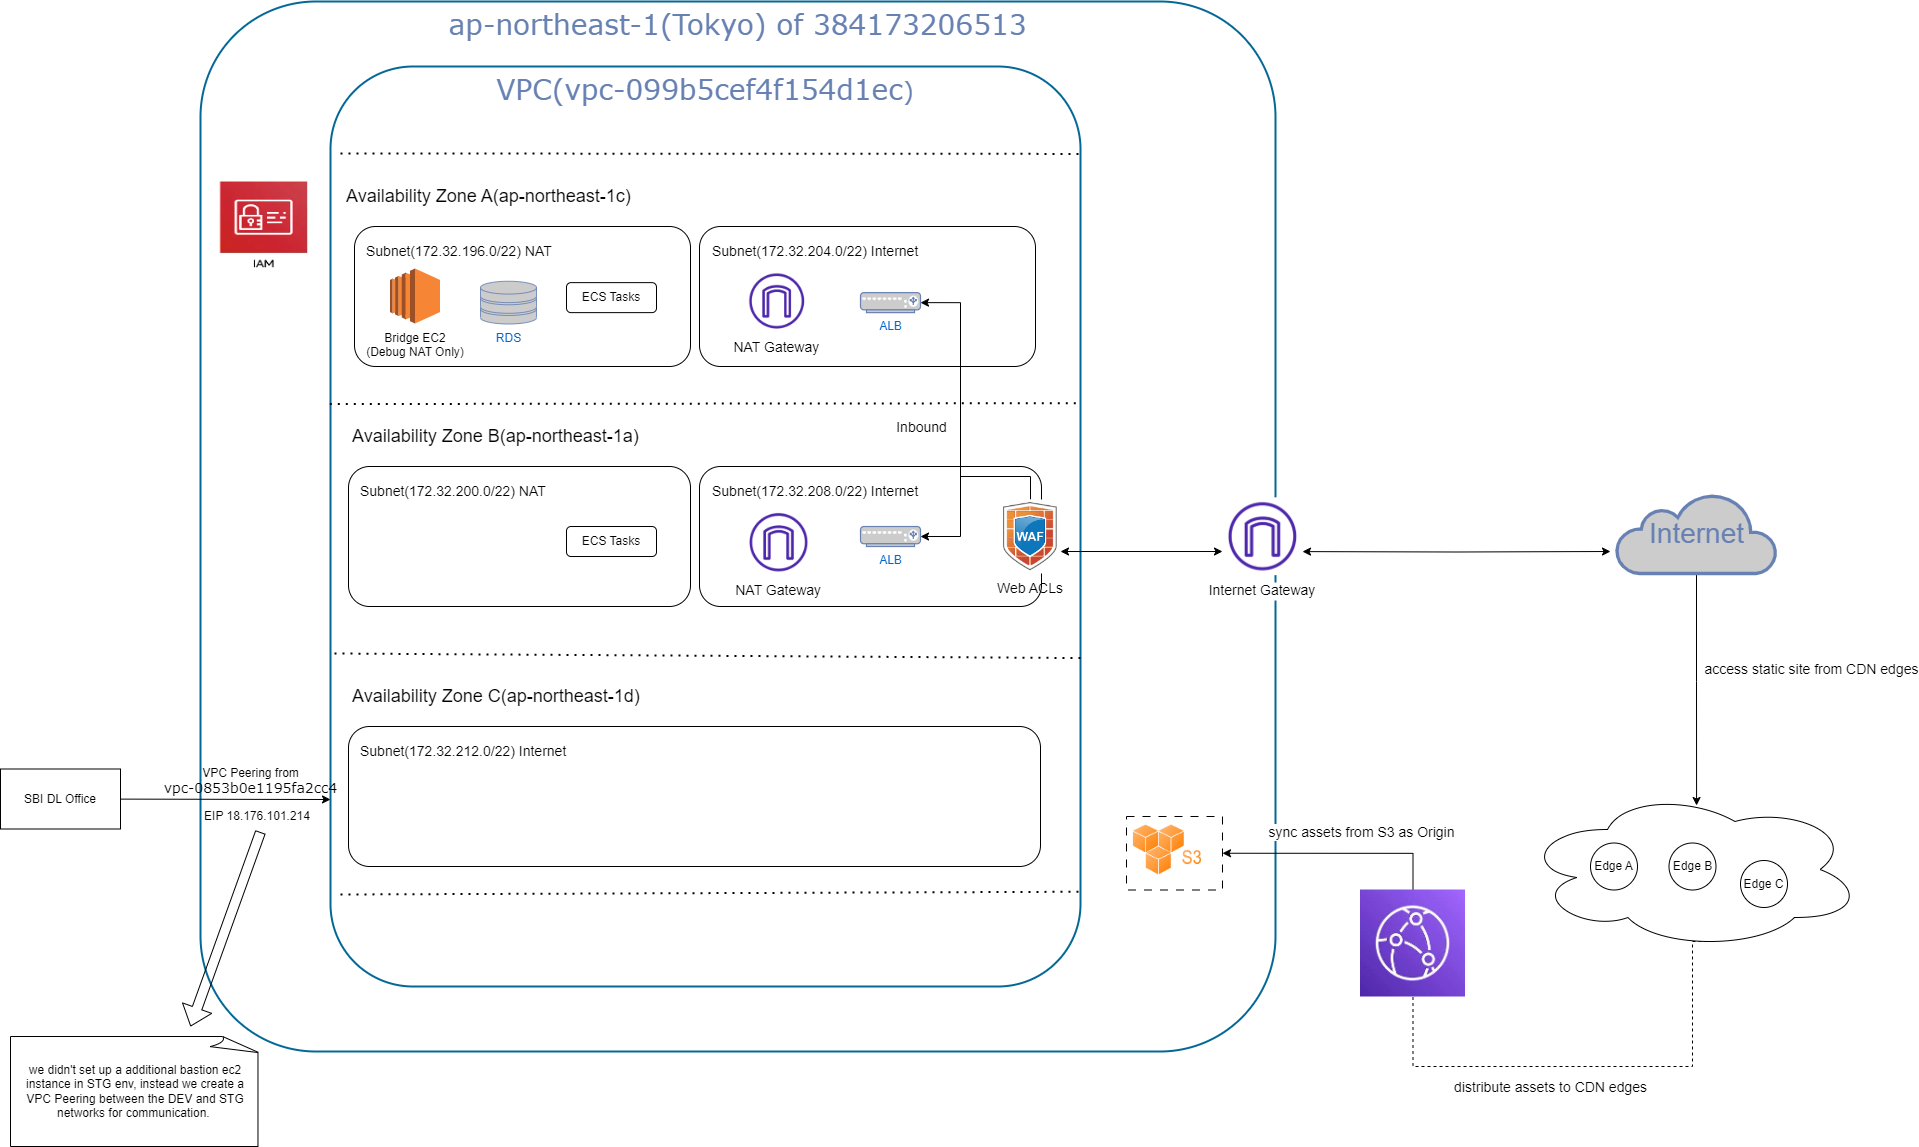 ap-northeast-1(Tokyo) of 384173206513
VPC(vpc-099b5cef4f154d1ec)
Availability Zone A(ap-northeast-1c)
IAM
Subnet(172.32.196.0/22) NAT
Bridge EC2
(Debug NAT Only)
RDS
ECS Tasks
Subnet(172.32.204.0/22) Internet
NAT Gateway
ALB
Inbound
Availability Zone B(ap-northeast-1a)
Subnet(172.32.200.0/22) NAT
ECS Tasks
Subnet(172.32.208.0/22) Internet
NAT Gateway
ALB
WAF
Web ACLs
Internet Gateway
Internet
access static site from CDN edges
Availability Zone C(ap-northeast-1d)
Subnet(172.32.212.0/22) Internet
SBI DL Office
VPC Peering from
vpc-0853b0e1195fa2cc4
EIP 18.176.101.214
S3
sync assets from S3 as Origin
Edge A
Edge B
Edge C
distribute assets to CDN edges
we didn't set up a additional bastion ec2
instance in STG env, instead we create a
VPC Peering between the DEV and STG
networks for communication.